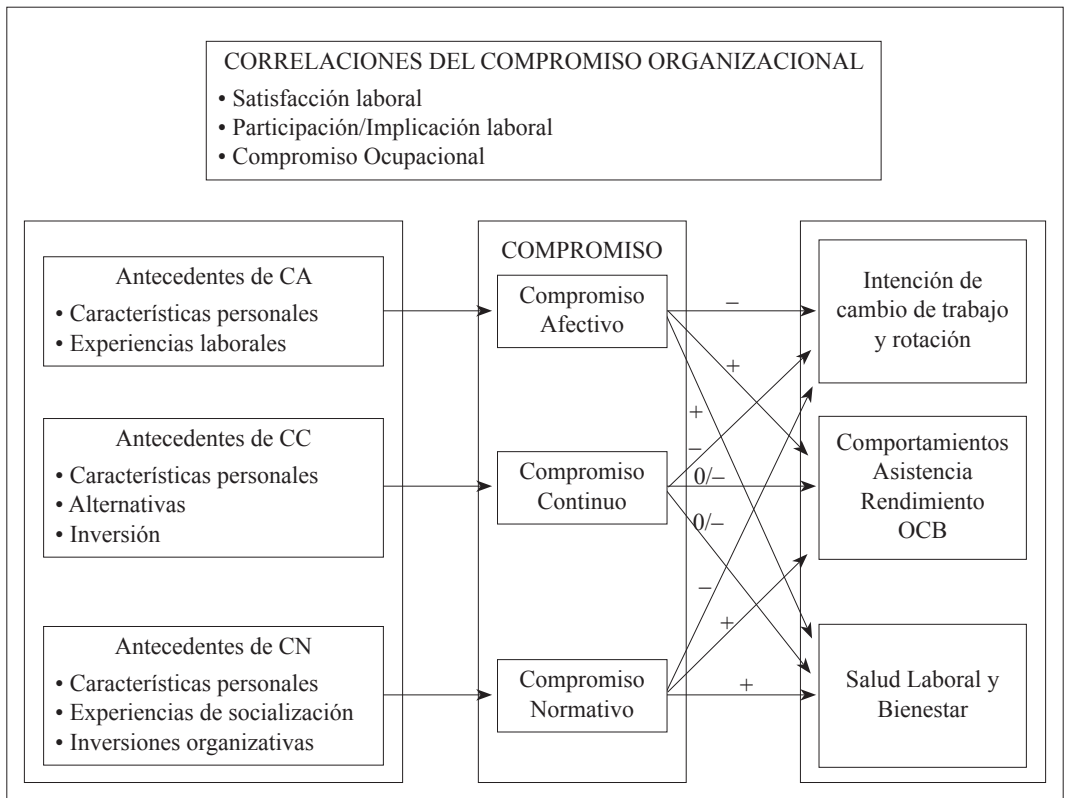 CORRELACIONES DEL COMPROMISO ORGANIZACIONAL
• Satisfacción laboral
• Participación/Implicación laboral
• Compromiso Ocupacional
Antecedentes de CA
• Características personales
• Experiencias laborales
Antecedentes de CC
• Características personales
• Alternativas
• Inversión
Antecedentes de CN
• Características personales
• Experiencias de socialización
• Inversiones organizativas
COMPROMISO
Compromiso
Afectivo
Compromiso
Continuo
Compromiso
Normativo
–
+
+
–
0/–
0/–
–
+
+
Intención de
cambio de trabajo
y rotación
Comportamientos
Asistencia
Rendimiento
OCB
Salud Laboral y
Bienestar